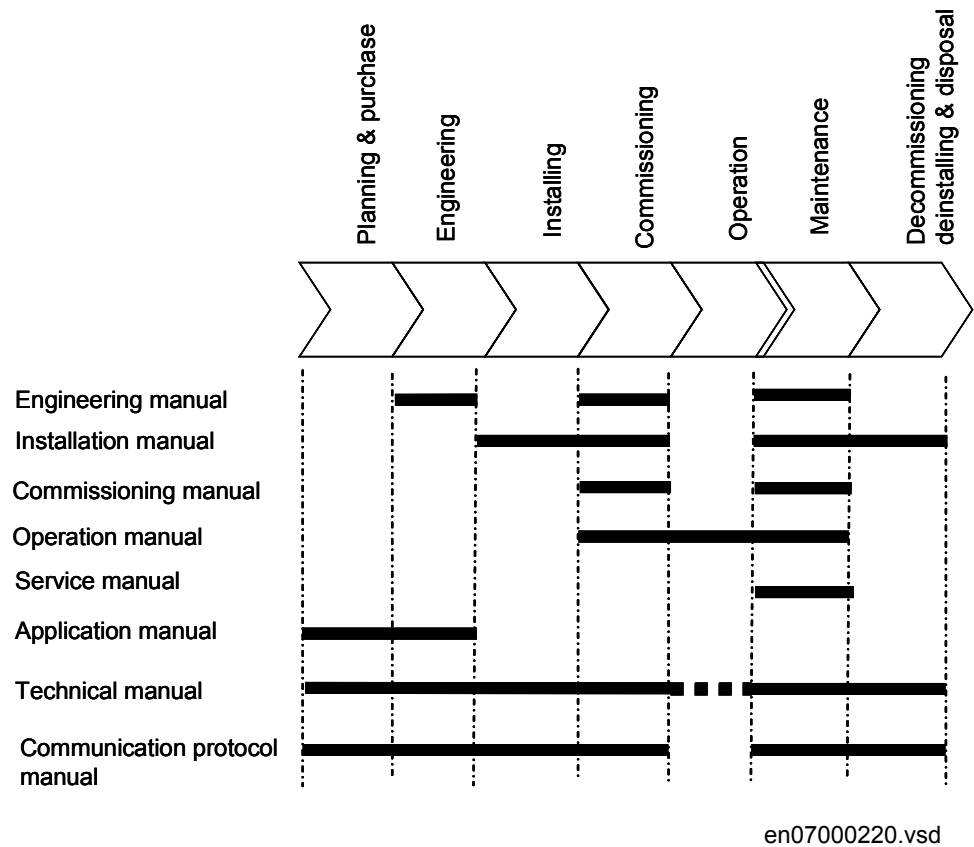 Planning & purchase
Engineering
Installing
Commissioning
Operation
Maintenance
Decommissioning
deinstalling & disposal
Engineering manual
Installation manual
Commissioning manual
Operation manual
Service manual
Application manual
Technical manual
Communication protocol
manual
en07000220.vsd